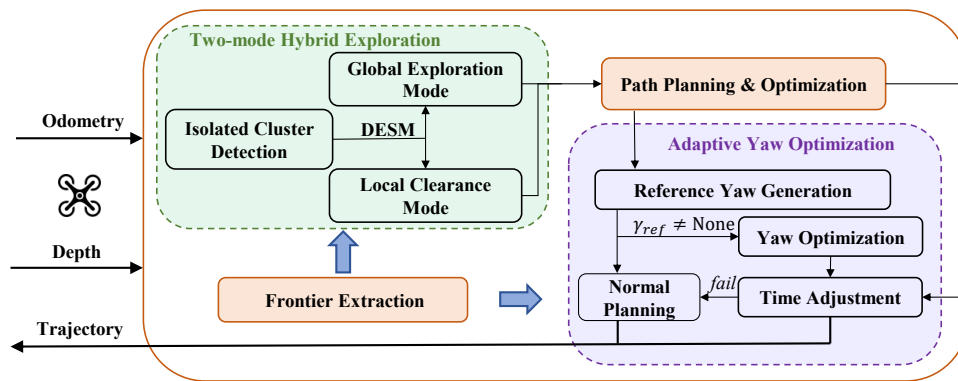 Two-mode Hybrid Exploration
Global Exploration
Mode
Path Planning & Optimization
Odometry
Isolated Cluster
Detection
DESM
Adaptive Yaw Optimization
Local Clearance
Mode
Reference Yaw Generation
γ_ref ≠ None
Yaw Optimization
Depth
Frontier Extraction
Normal
Planning
fail
Time Adjustment
Trajectory